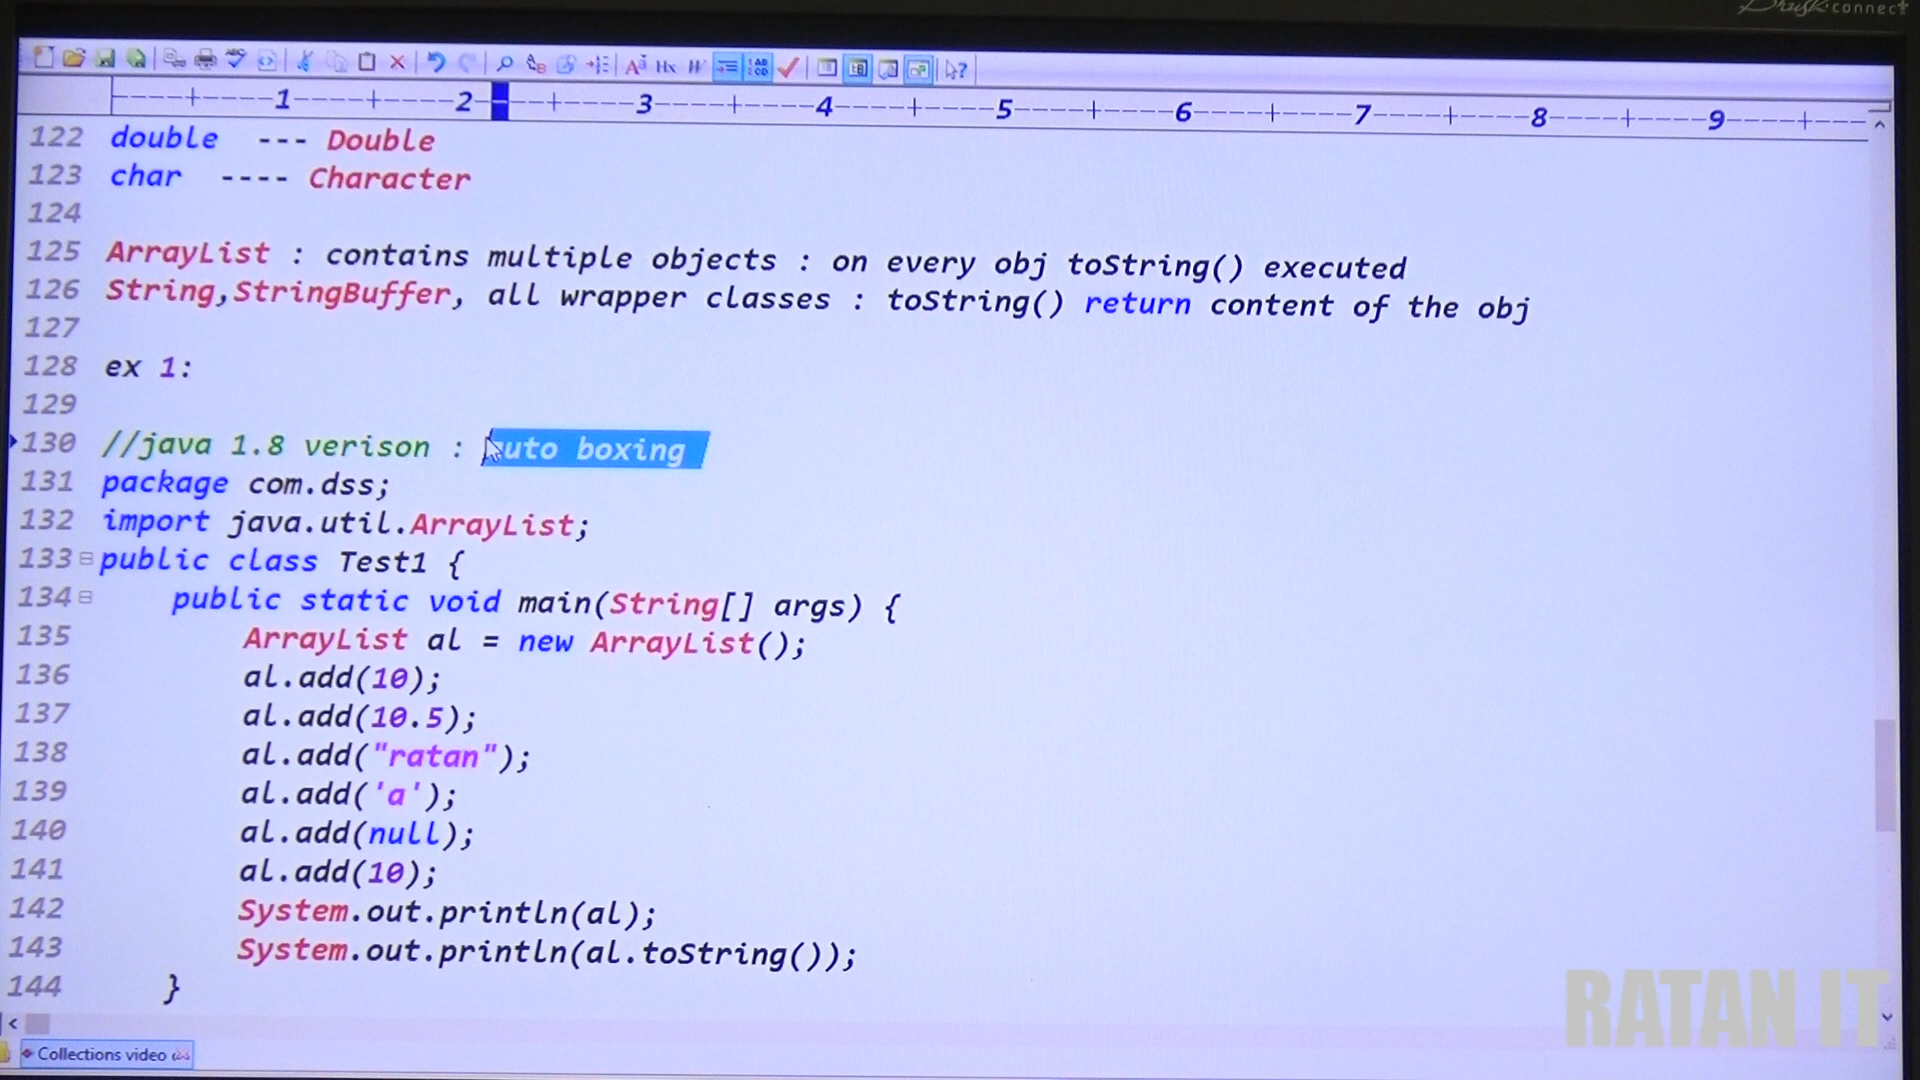 connect
1 2 3 4 5 6 7 8 9
122 double --- Double
123 char ---- Character
124
125 ArrayList : contains multiple objects : on every obj toString() executed
126 String,StringBuffer, all wrapper classes : toString() return content of the obj
127
128 ex 1:
129
130 //java 1.8 verison : auto boxing
131 package com.dss;
132 import java.util.ArrayList;
133 public class Test1 {
134 public static void main(String[] args) {
135 ArrayList al = new ArrayList();
136 al.add(10);
137 al.add(10.5);
138 al.add("ratan");
139 al.add('a');
140 al.add(null);
141 al.add(10);
142 System.out.println(al);
143 System.out.println(al.toString());
144 }
RATAN IT
Collections video